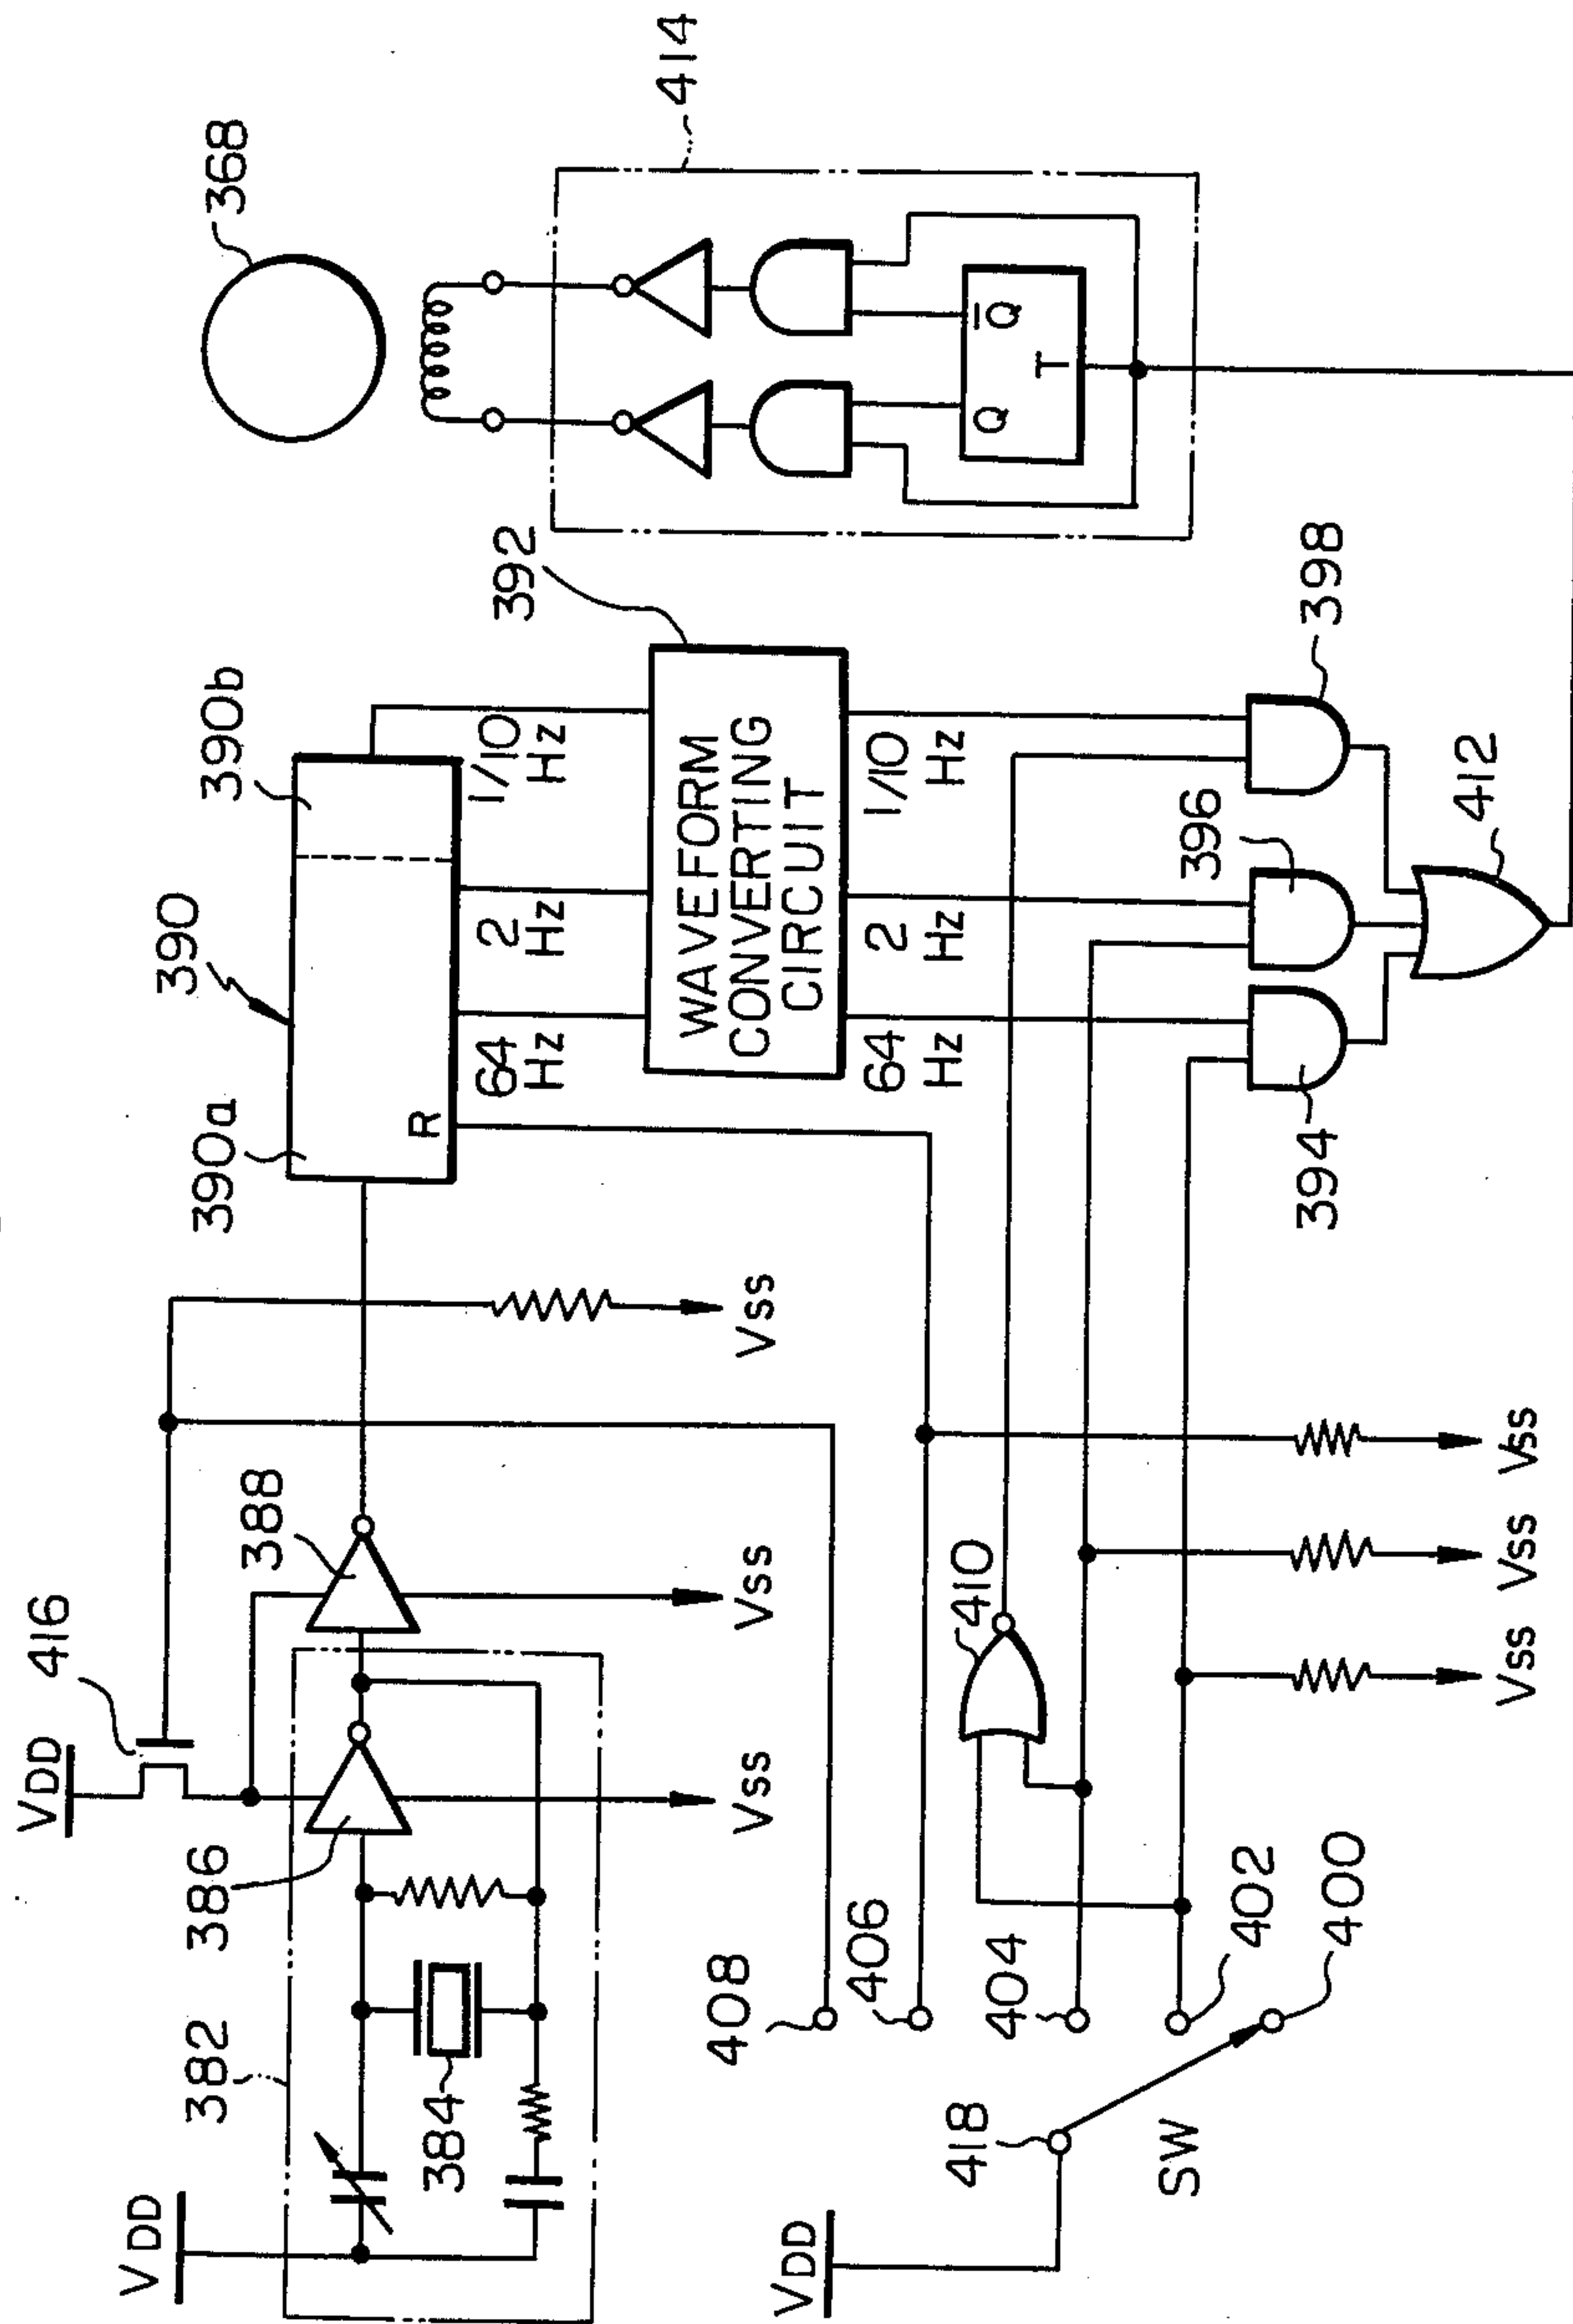 VDD
416
VDD
382
386
388
384
Vss
Vss
Vss
390a
390
390b
R
64 Hz
2 Hz
1/10 Hz
392
WAVEFORM
CONVERTING
CIRCUIT
64 Hz
2 Hz
1/10 Hz
368
414
Q
Q̅
T
VDD
418
SW
408
406
404
402
400
410
Vss
Vss
Vss
394
396
398
412